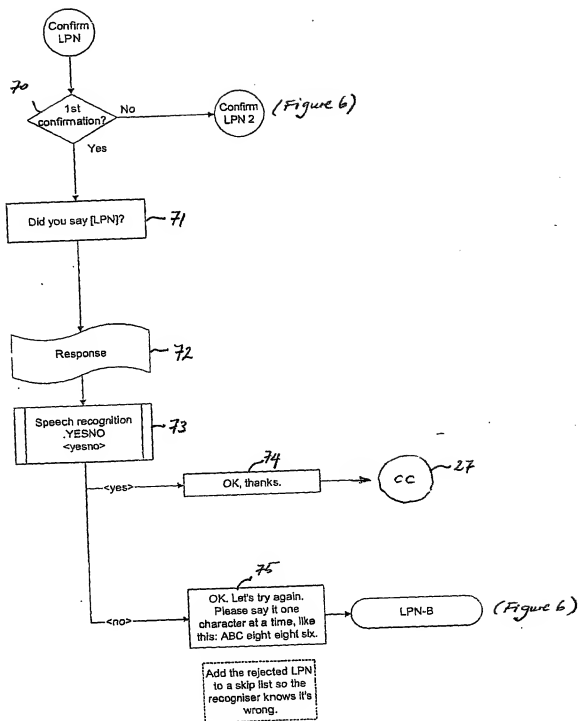 Confirm
LPN
70
1st
confirmation?
No
Confirm
LPN 2
(Figure 6)
Yes
Did you say [LPN]?
71
Response
72
Speech recognition
.YESNO
<yesno>
73
<yes>
74
OK, thanks.
CC
27
75
<no>
OK. Let's try again.
Please say it one
character at a time, like
this: ABC eight eight six.
LPN-B
(Figure 6)
Add the rejected LPN
to a skip list so the
recogniser knows it's
wrong.